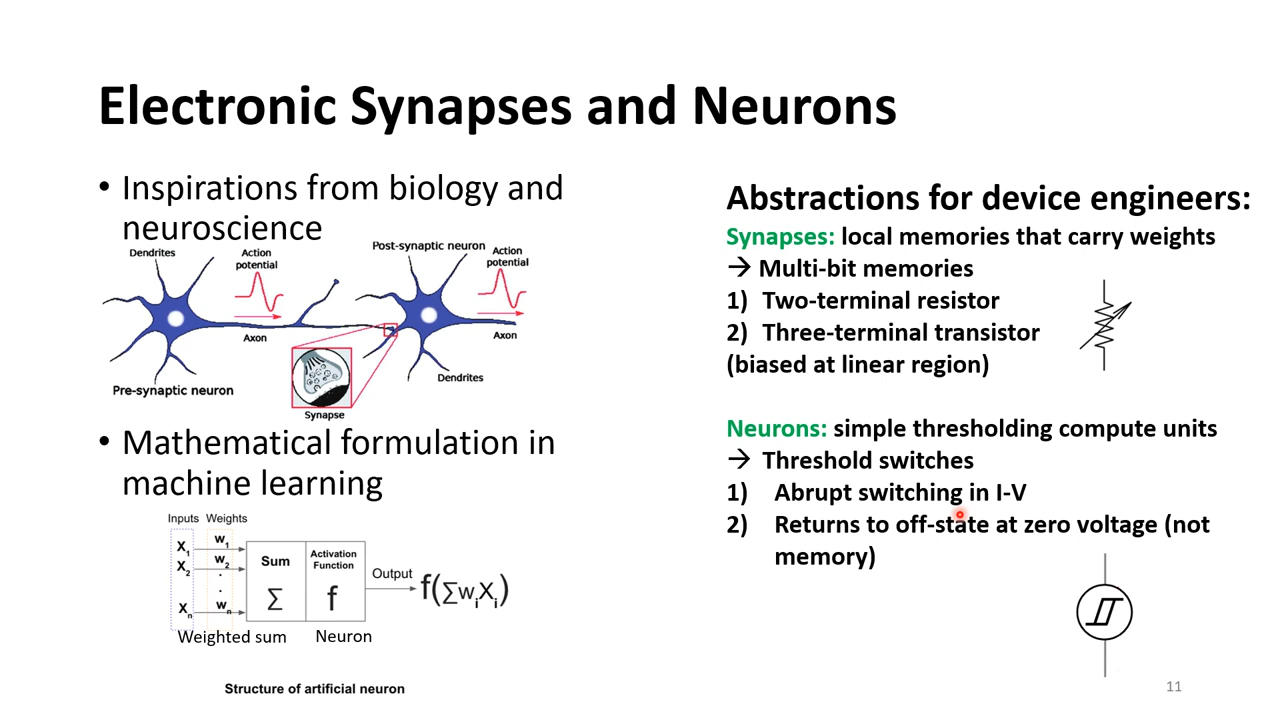 Electronic Synapses and Neurons
• Inspirations from biology and
neuroscience
Dendrites
Action
potential
Post-synaptic neuron
Action
potential
Axon
Axon
Pre-synaptic neuron
Synapse
Dendrites
• Mathematical formulation in
machine learning
Inputs Weights
X1 w1
X2 w2
.
.
Xn wn
Sum
Σ
Activation
Function
f
Output
f(∑wiXi)
Weighted sum
Neuron
Structure of artificial neuron
Abstractions for device engineers:
Synapses: local memories that carry weights
→ Multi-bit memories
1) Two-terminal resistor
2) Three-terminal transistor
(biased at linear region)
Neurons: simple thresholding compute units
→ Threshold switches
1) Abrupt switching in I-V
2) Returns to off-state at zero voltage (not
memory)
11